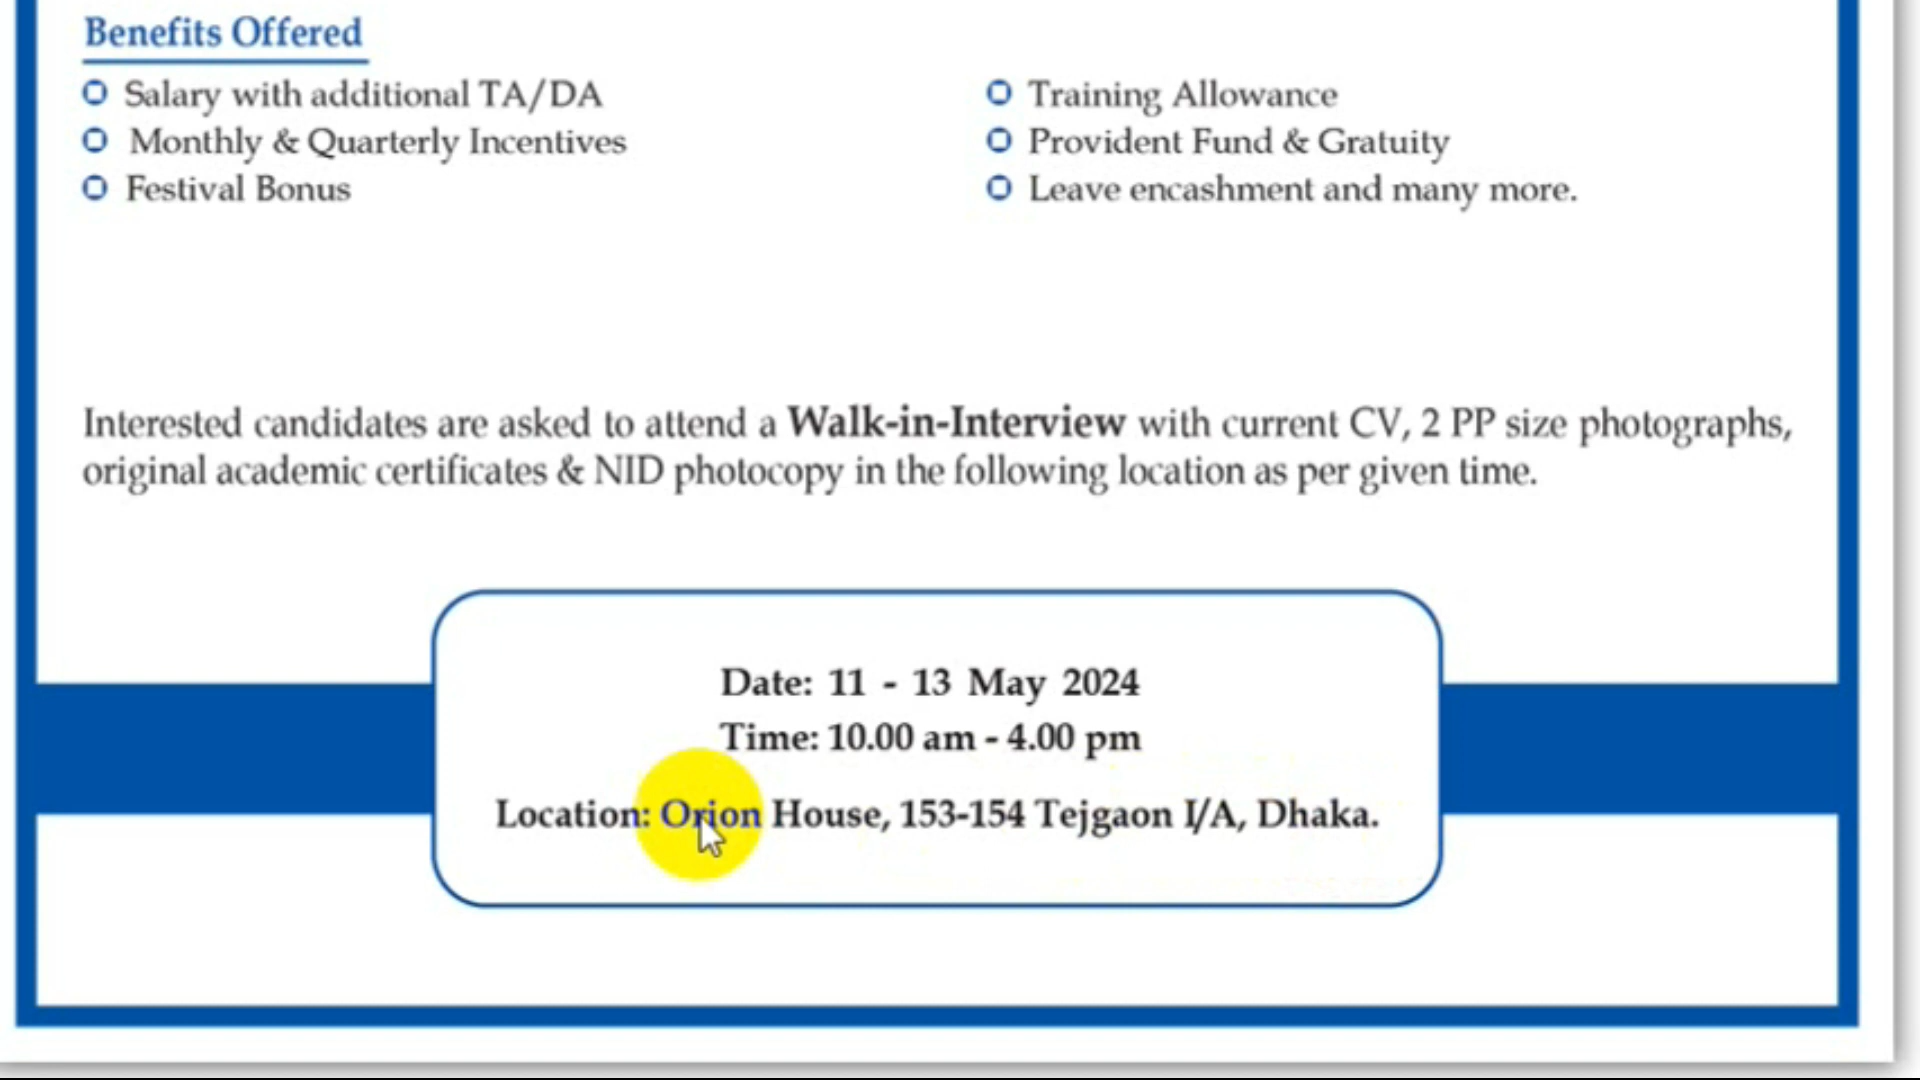 Benefits Offered
Salary with additional TA/DA
Monthly & Quarterly Incentives
Festival Bonus
Training Allowance
Provident Fund & Gratuity
Leave encashment and many more.
Interested candidates are asked to attend a Walk-in-Interview with current CV, 2 PP size photographs,
original academic certificates & NID photocopy in the following location as per given time.
Date: 11 - 13 May 2024
Time: 10.00 am - 4.00 pm
Location: Orion House, 153-154 Tejgaon I/A, Dhaka.